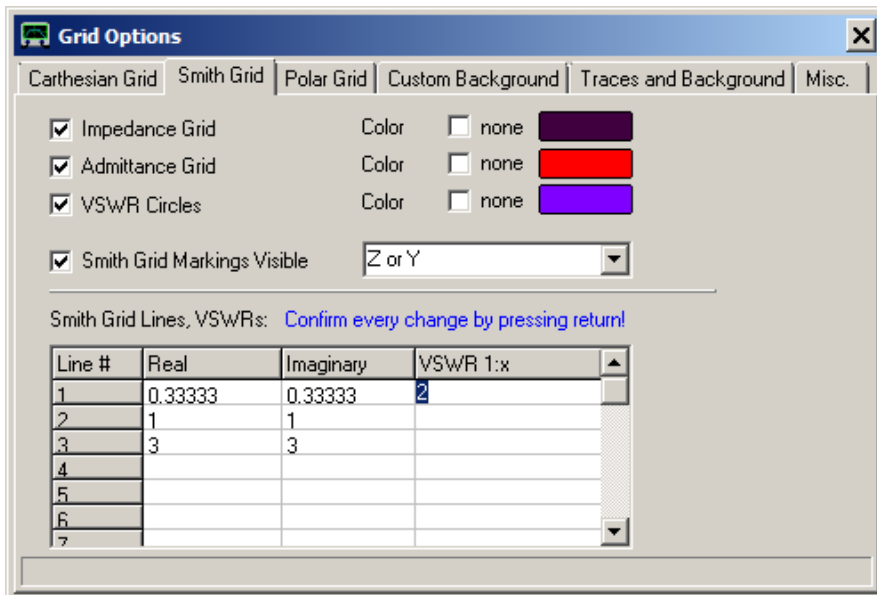 Grid Options
Carthesian Grid Smith Grid Polar Grid Custom Background Traces and Background Misc.
Impedance Grid Color none
Admittance Grid Color none
VSWR Circles Color none
Smith Grid Markings Visible Z or Y
Smith Grid Lines, VSWRs: Confirm every change by pressing return!
Line # Real Imaginary VSWR 1:x
1 0.33333 0.33333 2
2 1 1
3 3 3
4
5
6
7